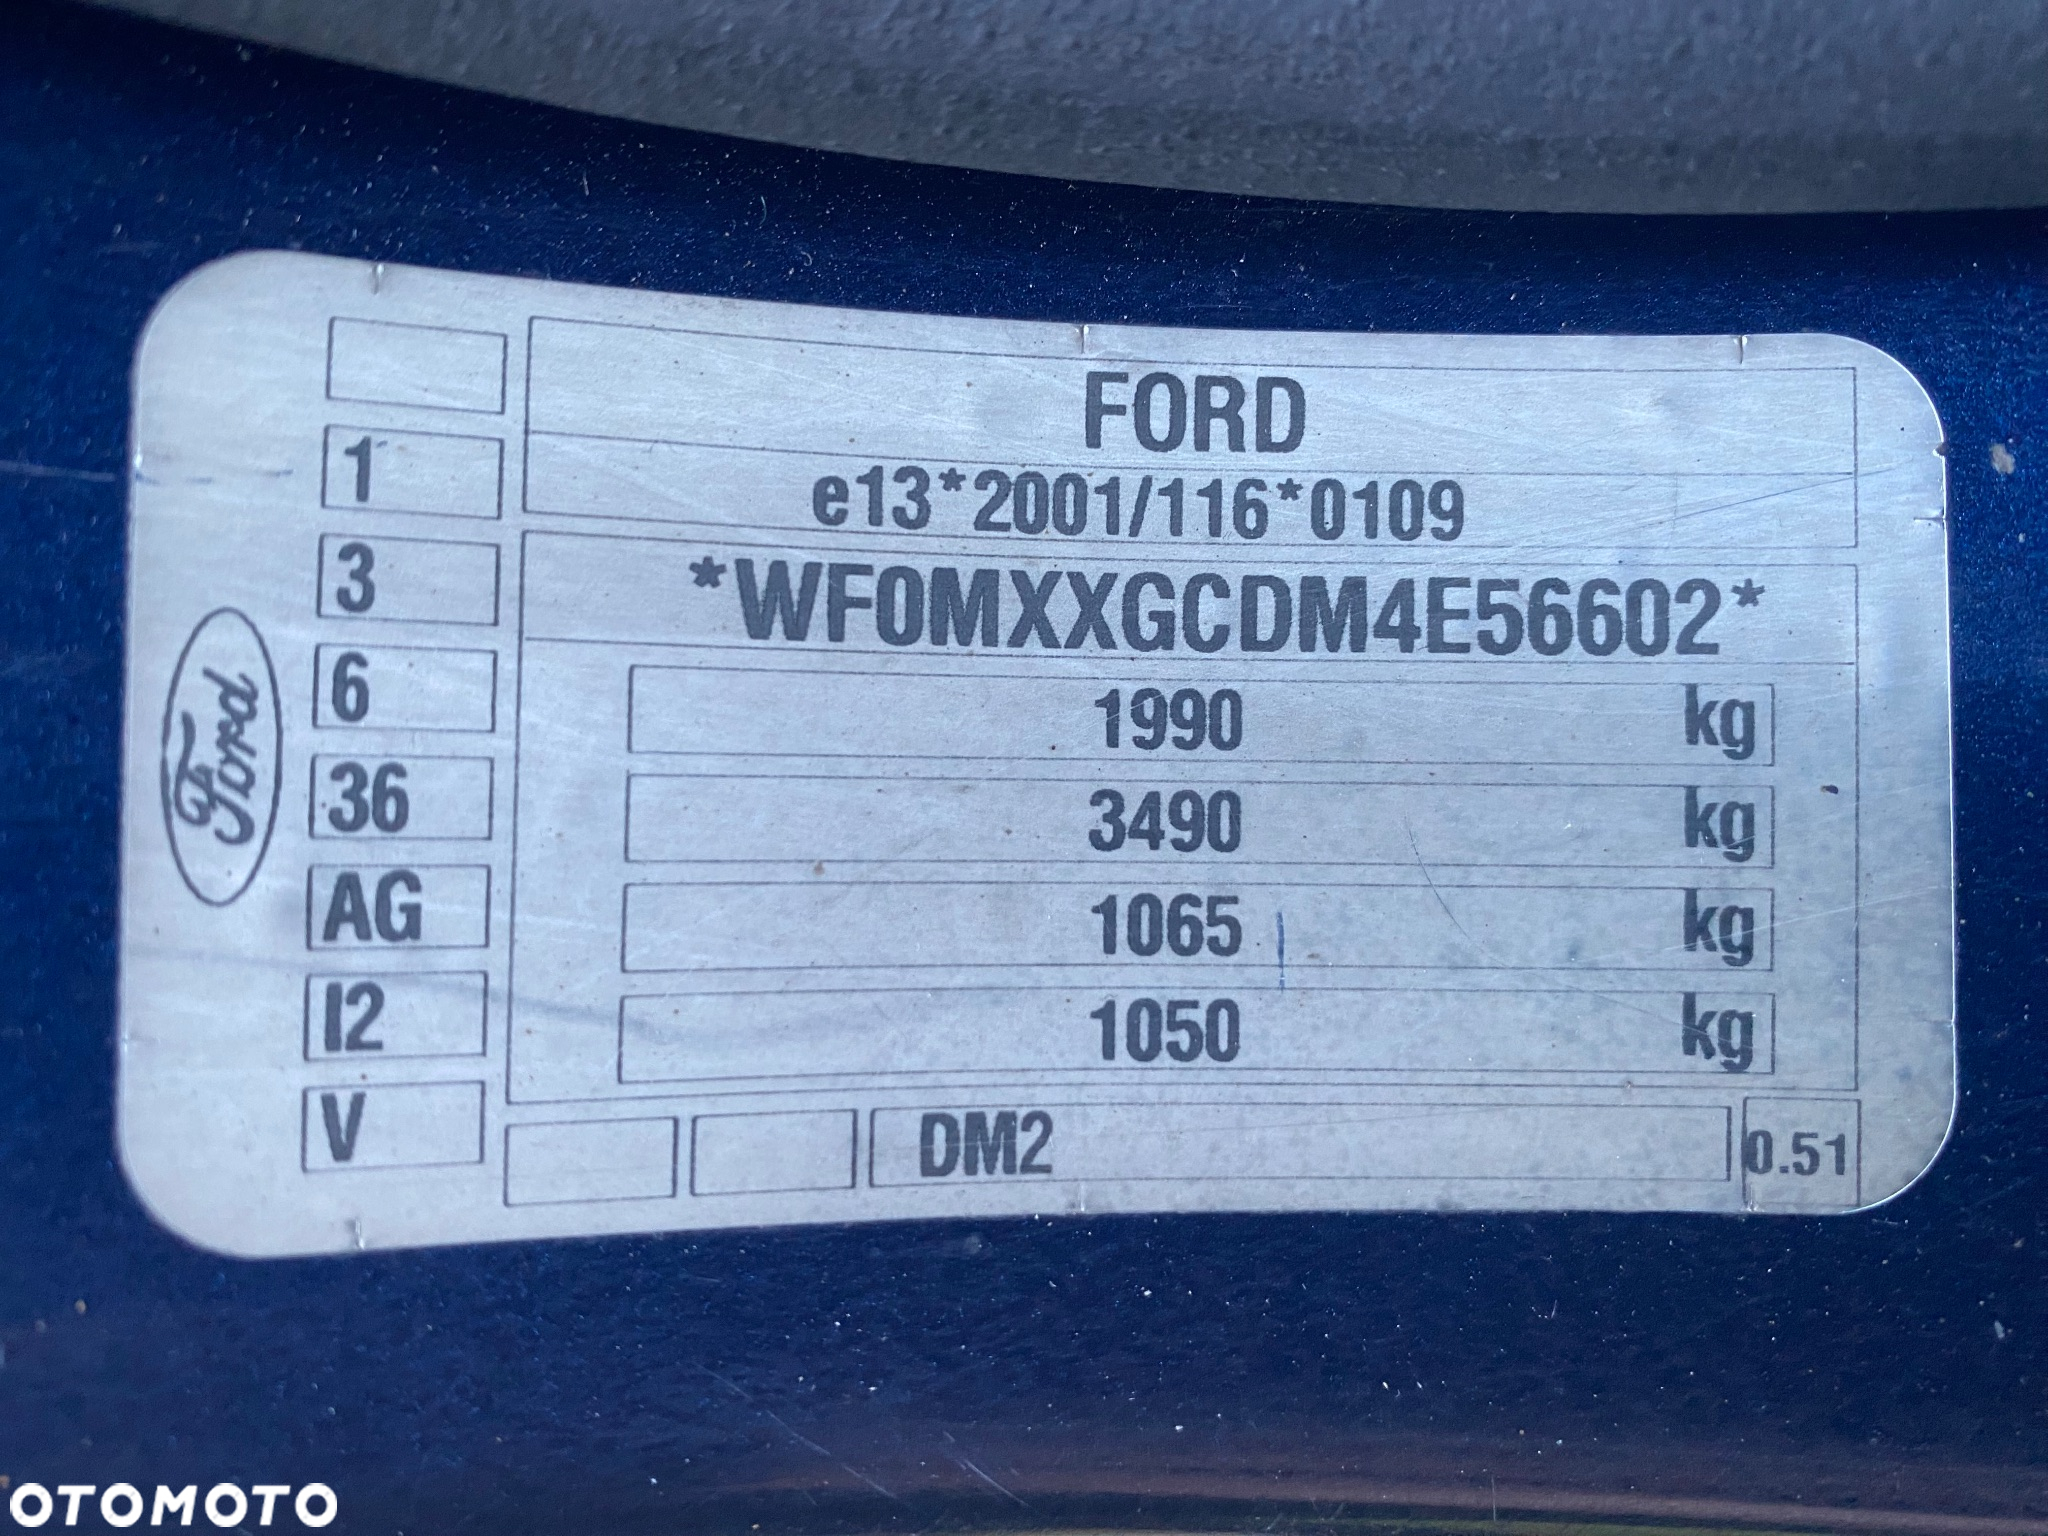 FORD
e13*2001/116*0109
*WF0MXXGCDM4E56602*
1990 kg
3490 kg
1065 kg
1050 kg
DM2
0.51
1
3
6
36
AG
I2
V
Ford
OTOMOTO